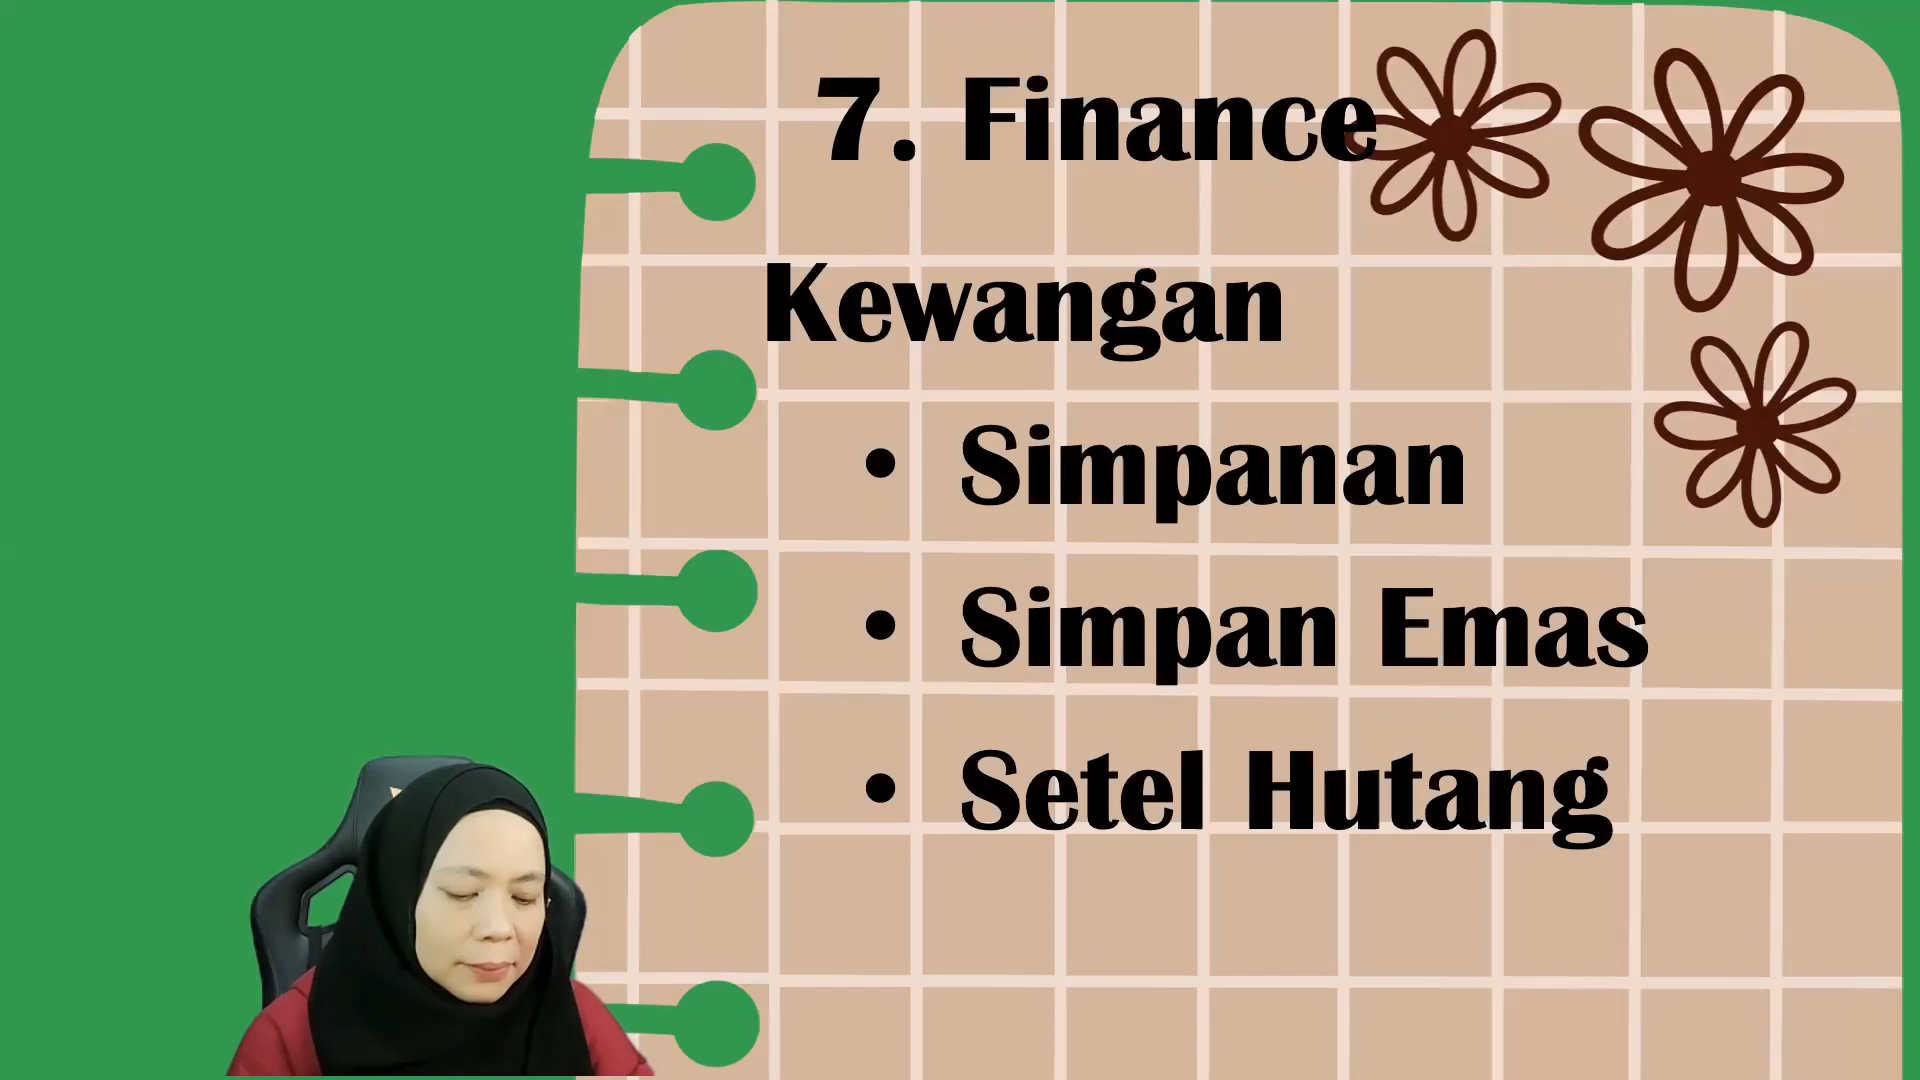 7. Finance
Kewangan
• Simpanan
• Simpan Emas
• Setel Hutang